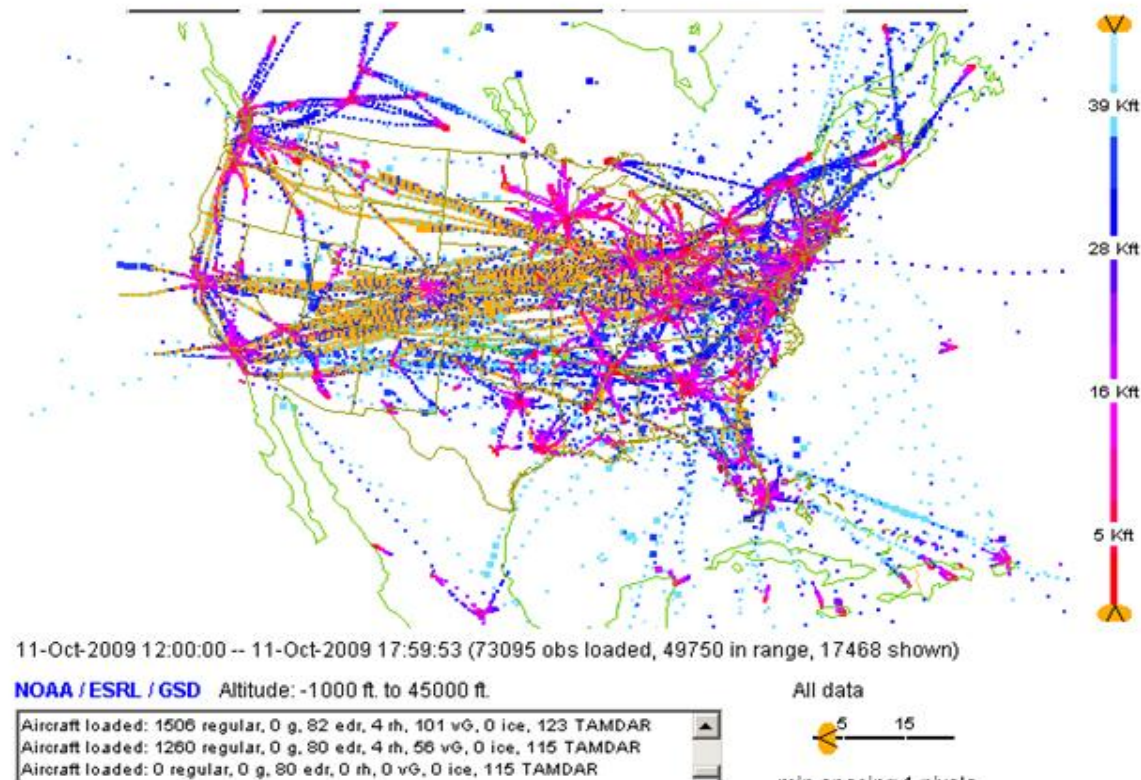 39 Kft
28 Kft
16 Kft
5 Kft
11-Oct-2009 12:00:00 -- 11-Oct-2009 17:59:53 (73095 obs loaded, 49750 in range, 17468 shown)
NOAA / ESRL / GSD Altitude: -1000 ft. to 45000 ft. All data
Aircraft loaded: 1506 regular, 0 g, 82 edr, 4 rh, 101 vG, 0 ice, 123 TAMDAR
5 15
Aircraft loaded: 1260 regular, 0 g, 80 edr, 4 rh, 56 vG, 0 ice, 115 TAMDAR
Aircraft loaded: 0 regular, 0 g, 80 edr, 0 rh, 0 vG, 0 ice, 115 TAMDAR